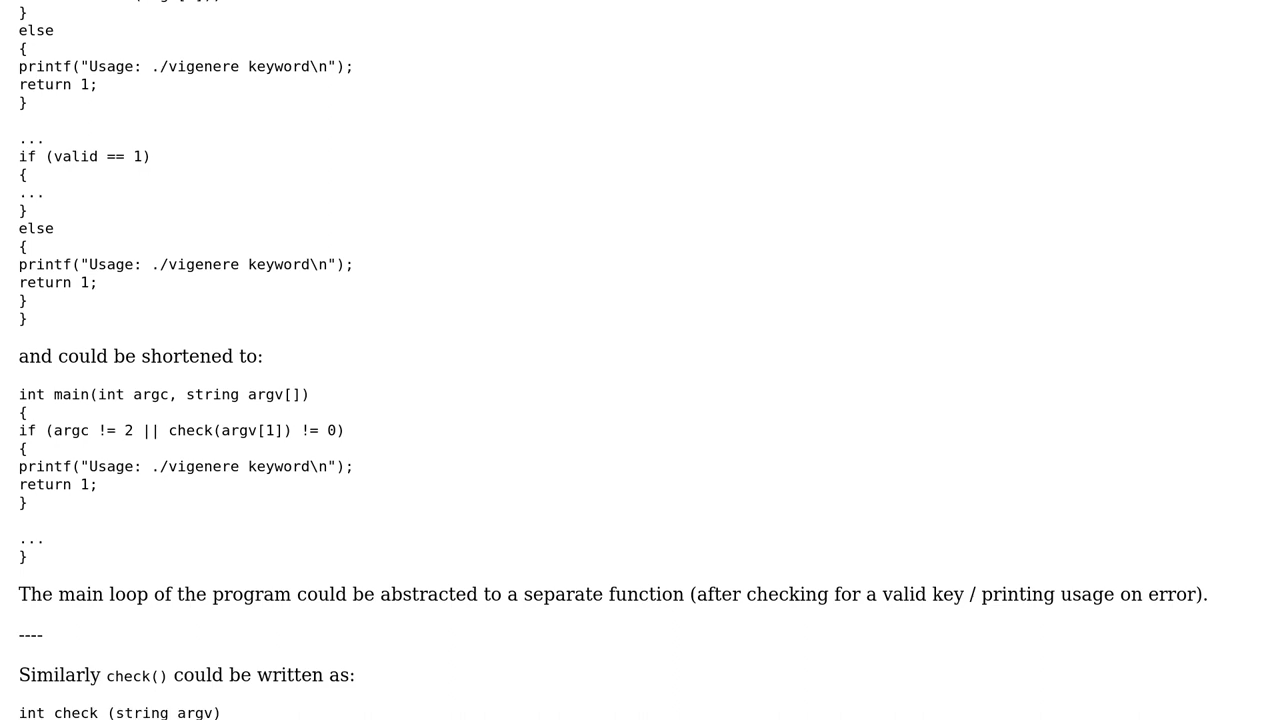 }
else
{
printf("Usage: ./vigenere keyword\n");
return 1;
}
...
if (valid == 1)
{
...
}
else
{
printf("Usage: ./vigenere keyword\n");
return 1;
}
}
and could be shortened to:
int main(int argc, string argv[])
{
if (argc != 2 || check(argv[1]) != 0)
{
printf("Usage: ./vigenere keyword\n");
return 1;
}
...
}
The main loop of the program could be abstracted to a separate function (after checking for a valid key / printing usage on error).
----
Similarly check() could be written as:
int check (string argv)